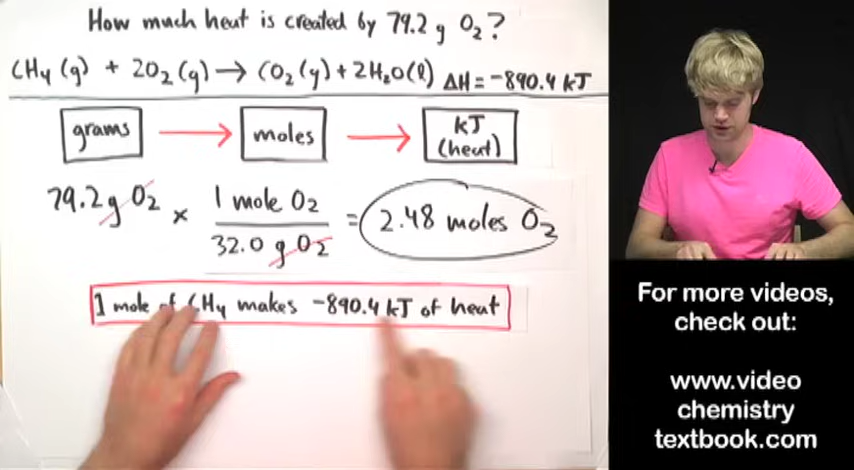 How much heat is created by 79.2 g O₂?
CH₄ (g) + 2O₂ (g) → CO₂ (g) + 2H₂O (l) ΔH = -890.4 kJ
grams → moles → kJ (heat)
79.2 g O₂ × 1 mole O₂ / 32.0 g O₂ = 2.48 moles O₂
1 mole of CH₄ makes -890.4 kJ of heat
For more videos,
check out:
www.video
chemistry
textbook.com